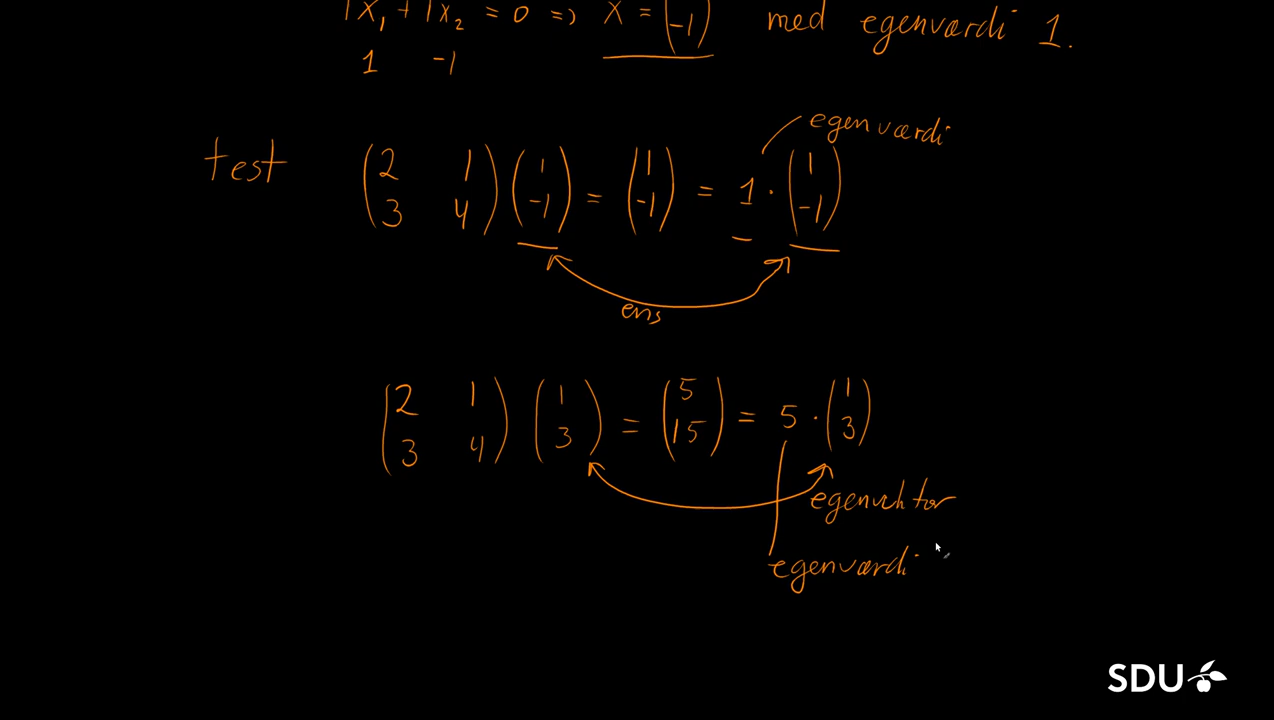 1x₁ + 1x₂ = 0 => x = ( -1) med egenværdi 1.
1 -1
egenværdi
test (2 1 3 4) (1 -1) = (1 -1) = 1 · (1 -1)
ens
(2 1 3 4) (1 3) = (5 15) = 5 · (1 3)
egenvektor
egenværdi
SDU